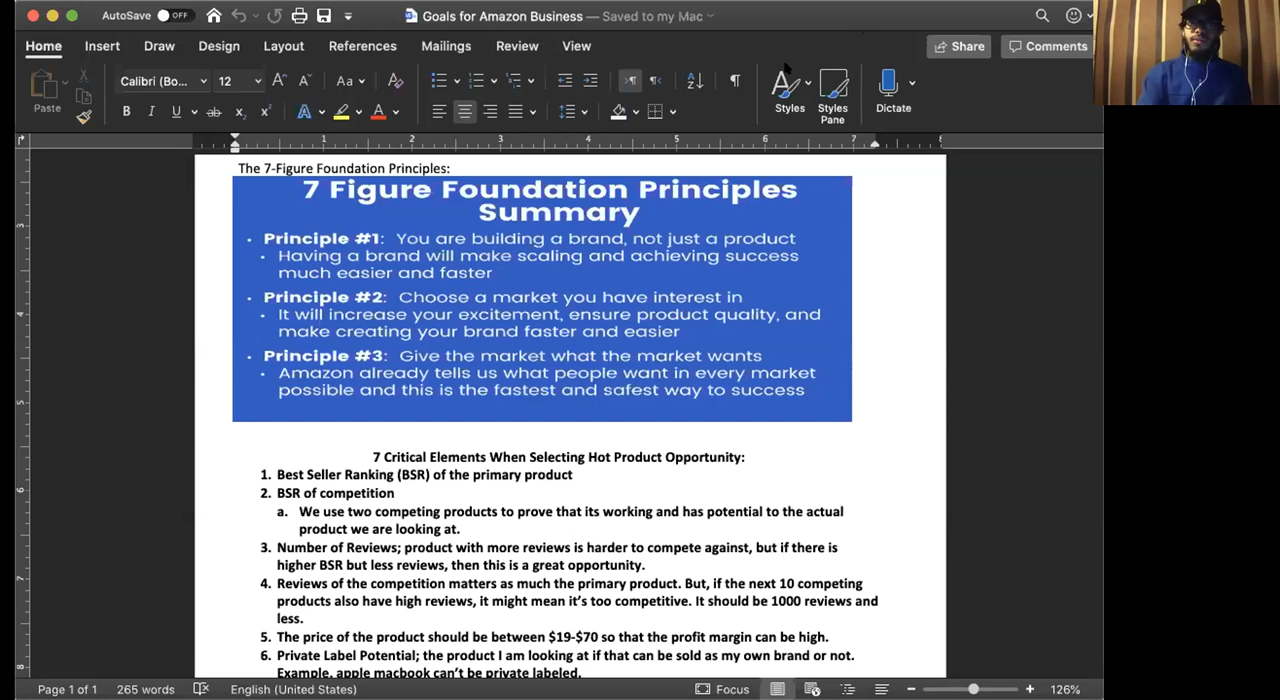 AutoSave OFF Goals for Amazon Business — Saved to my Mac
Home Insert Draw Design Layout References Mailings Review View Share Comments
Calibri (Bo... 12 Aa
Paste B I U ab x₂ x² A A Styles Styles Pane Dictate
1 2 3 4 5 6 7
The 7-Figure Foundation Principles:
7 Figure Foundation Principles
Summary
• Principle #1: You are building a brand, not just a product
• Having a brand will make scaling and achieving success
much easier and faster
• Principle #2: Choose a market you have interest in
• It will increase your excitement, ensure product quality, and
make creating your brand faster and easier
• Principle #3: Give the market what the market wants
• Amazon already tells us what people want in every market
possible and this is the fastest and safest way to success
7 Critical Elements When Selecting Hot Product Opportunity:
1. Best Seller Ranking (BSR) of the primary product
2. BSR of competition
a. We use two competing products to prove that its working and has potential to the actual
product we are looking at.
3. Number of Reviews; product with more reviews is harder to compete against, but if there is
higher BSR but less reviews, then this is a great opportunity.
4. Reviews of the competition matters as much the primary product. But, if the next 10 competing
products also have high reviews, it might mean it's too competitive. It should be 1000 reviews and
less.
5. The price of the product should be between $19-$70 so that the profit margin can be high.
6. Private Label Potential; the product I am looking at if that can be sold as my own brand or not.
Example, apple macbook can't be private labeled.
Page 1 of 1 265 words English (United States) Focus 126%